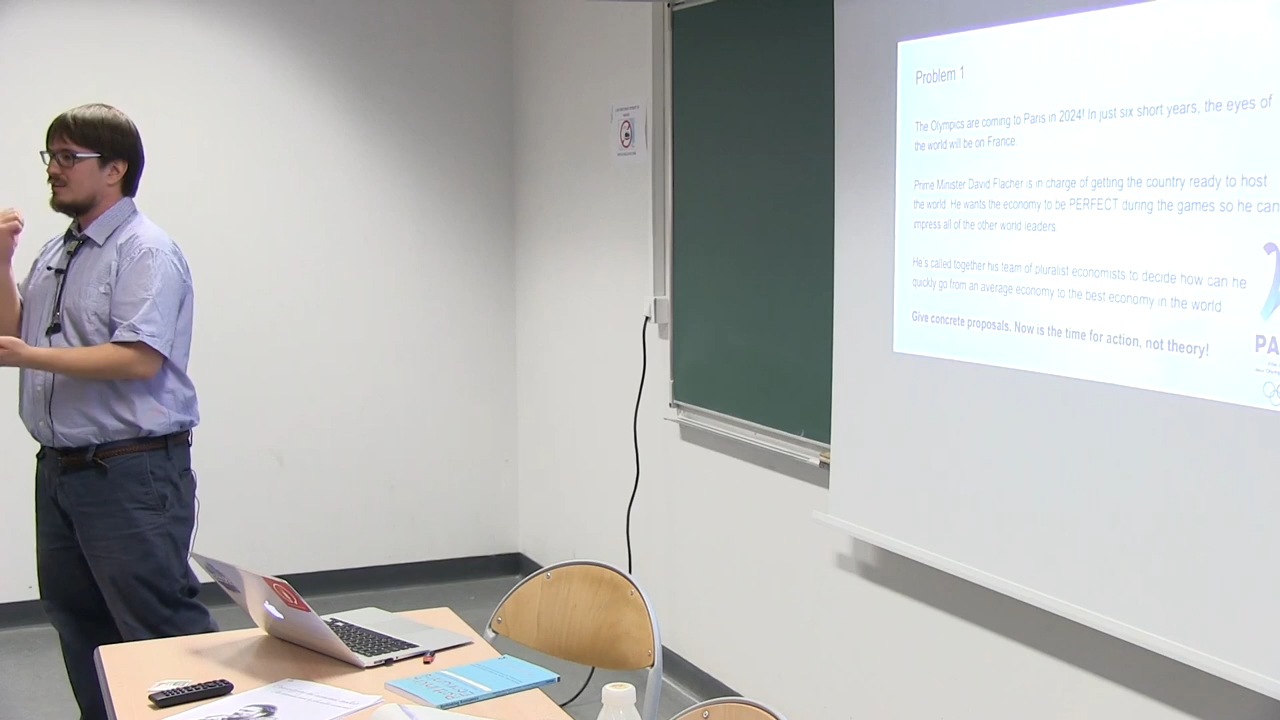 Problem 1
The Olympics are coming to Paris in 2024! In just six short years, the eyes of
the world will be on France.
Prime Minister David Flacher is in charge of getting the country ready to host
the world. He wants the economy to be PERFECT during the games so he can
impress all of the other world leaders
He's called together his team of pluralist economists to decide how can he
quickly go from an average economy to the best economy in the world
Give concrete proposals. Now is the time for action, not theory!
PA